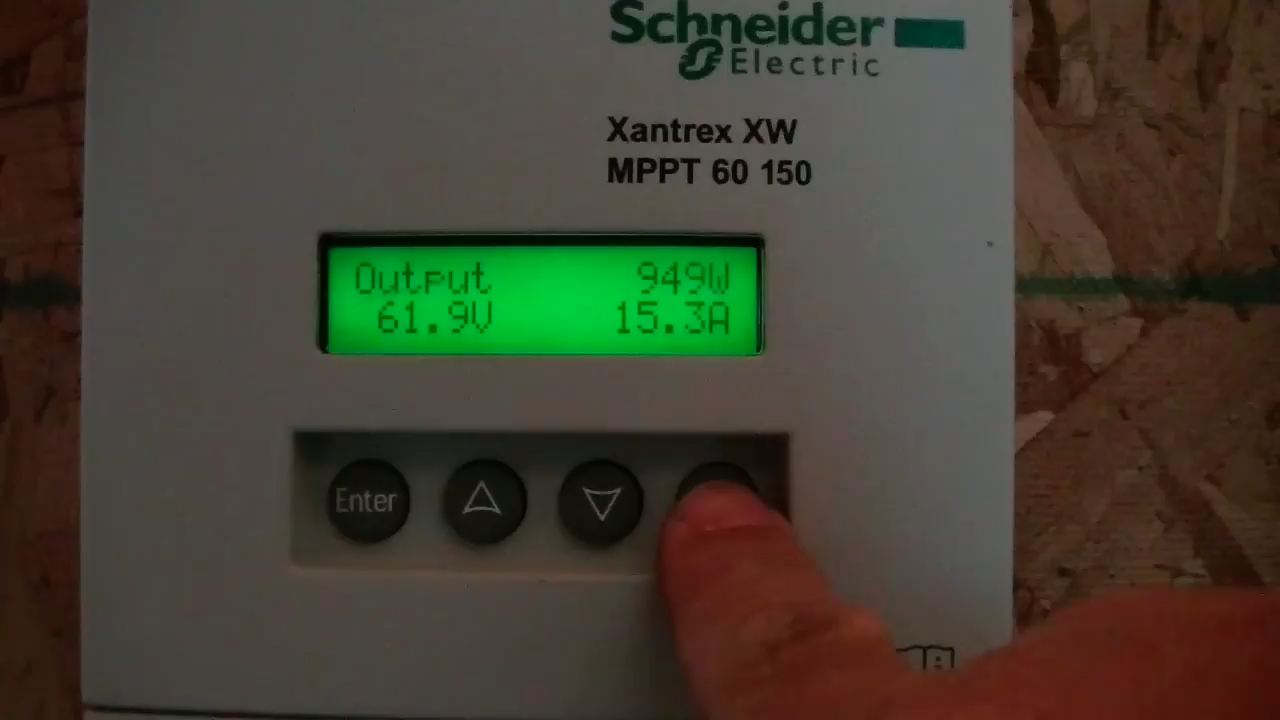 Schneider
Electric
Xantrex XW
MPPT 60 150
Output 949W
61.9V 15.3A
Enter